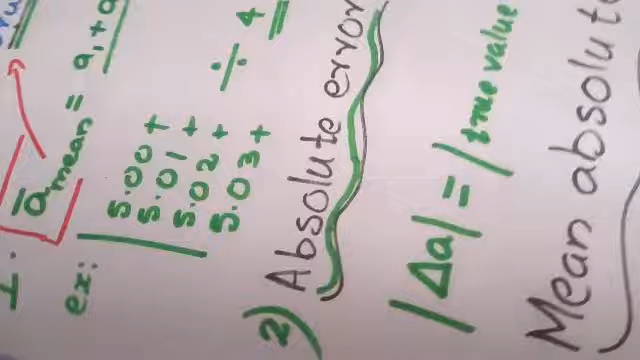 1.
ā mean = a₁ + a
ex:
5.00 +
5.01 +
5.02 +
5.03 +
÷ 4
2) Absolute error
|Δa| = |true value
Mean absolute